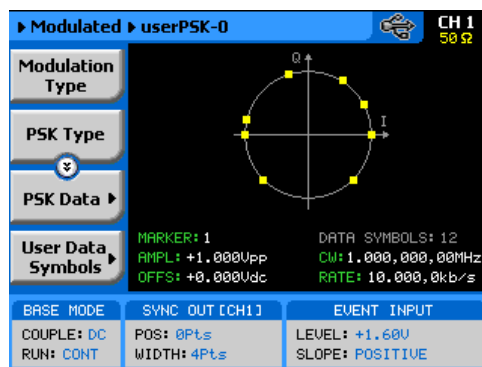 Modulated userPSK-0
CH 1
50 Ω
Modulation
Type
PSK Type
PSK Data
User Data
Symbols
Q
I
MARKER: 1
DATA SYMBOLS: 12
AMPL: +1.000Vpp
CW: 1.000,000,00MHz
OFFS: +0.000Vdc
RATE: 10.000,0kb/s
BASE MODE
COUPLE: DC
RUN: CONT
SYNC OUT [CH1]
POS: 0Pts
WIDTH: 4Pts
EVENT INPUT
LEVEL: +1.60V
SLOPE: POSITIVE